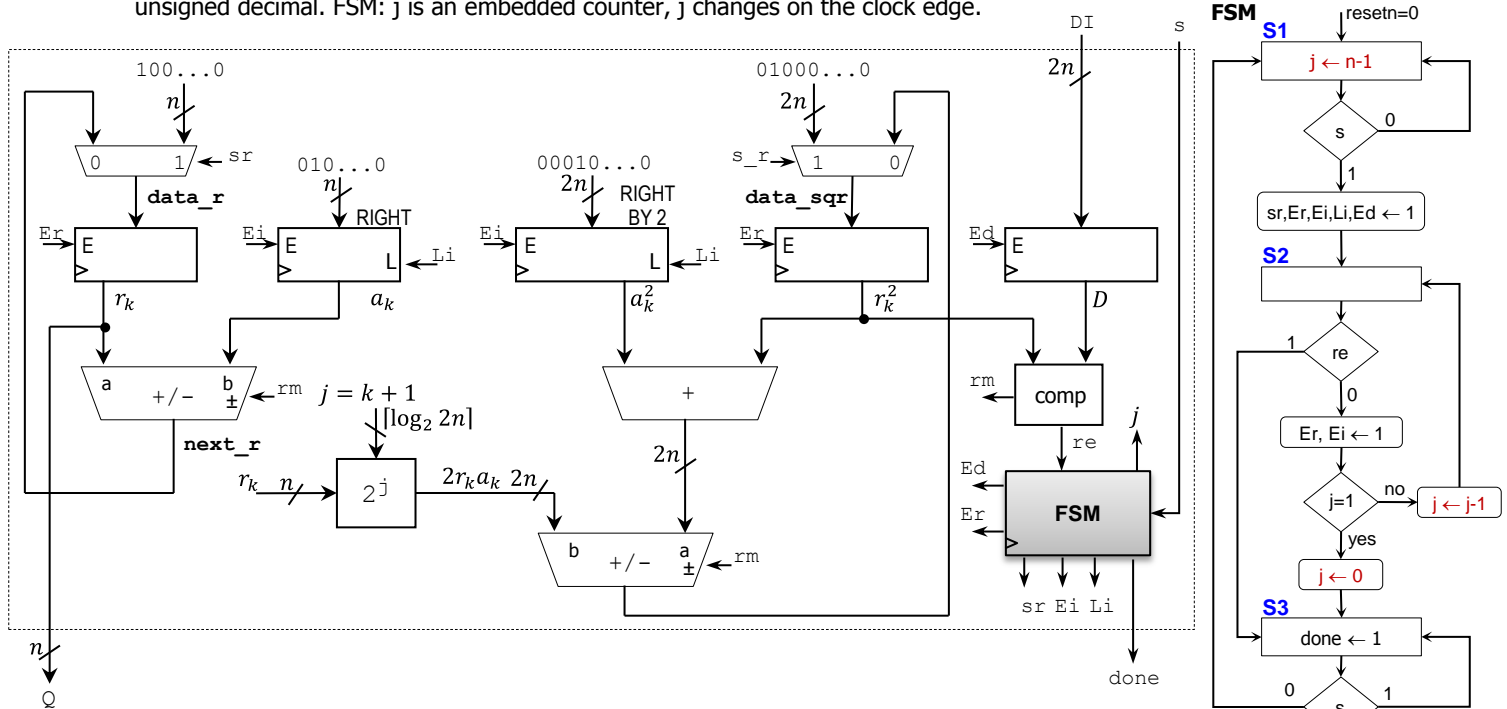 unsigned decimal. FSM: j is an embedded counter, j changes on the clock edge.
DI
s
2n
100...0
n
0 1
sr
data_r
010...0
n
RIGHT
00010...0
2n
RIGHT
BY 2
01000...0
2n
s_r
1 0
data_sqr
Er
E
r_k
Ei
E
L
Li
a_k
Ei
E
L
Li
a_k^2
Er
E
r_k^2
Ed
E
D
a
+/-
b
±
rm
next_r
j = k + 1
⌈log_2 2n⌉
r_k
n
2^j
2r_k a_k 2n
+
2n
b
+/-
a
±
rm
rm
comp
re
j
Ed
Er
FSM
sr Ei Li
done
n
Q
FSM
resetn=0
S1
j ← n-1
s
0
1
sr,Er,Ei,Li,Ed ← 1
S2
1
re
0
Er, Ei ← 1
j=1
no
j ← j-1
yes
j ← 0
S3
done ← 1
0
s
1